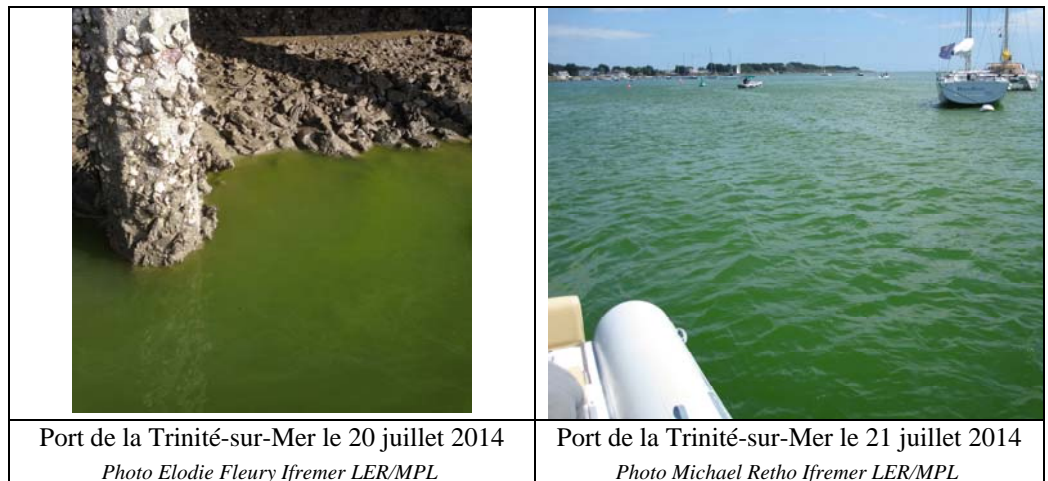 Port de la Trinité-sur-Mer le 20 juillet 2014
Photo Elodie Fleury Ifremer LER/MPL
Port de la Trinité-sur-Mer le 21 juillet 2014
Photo Michael Retho Ifremer LER/MPL